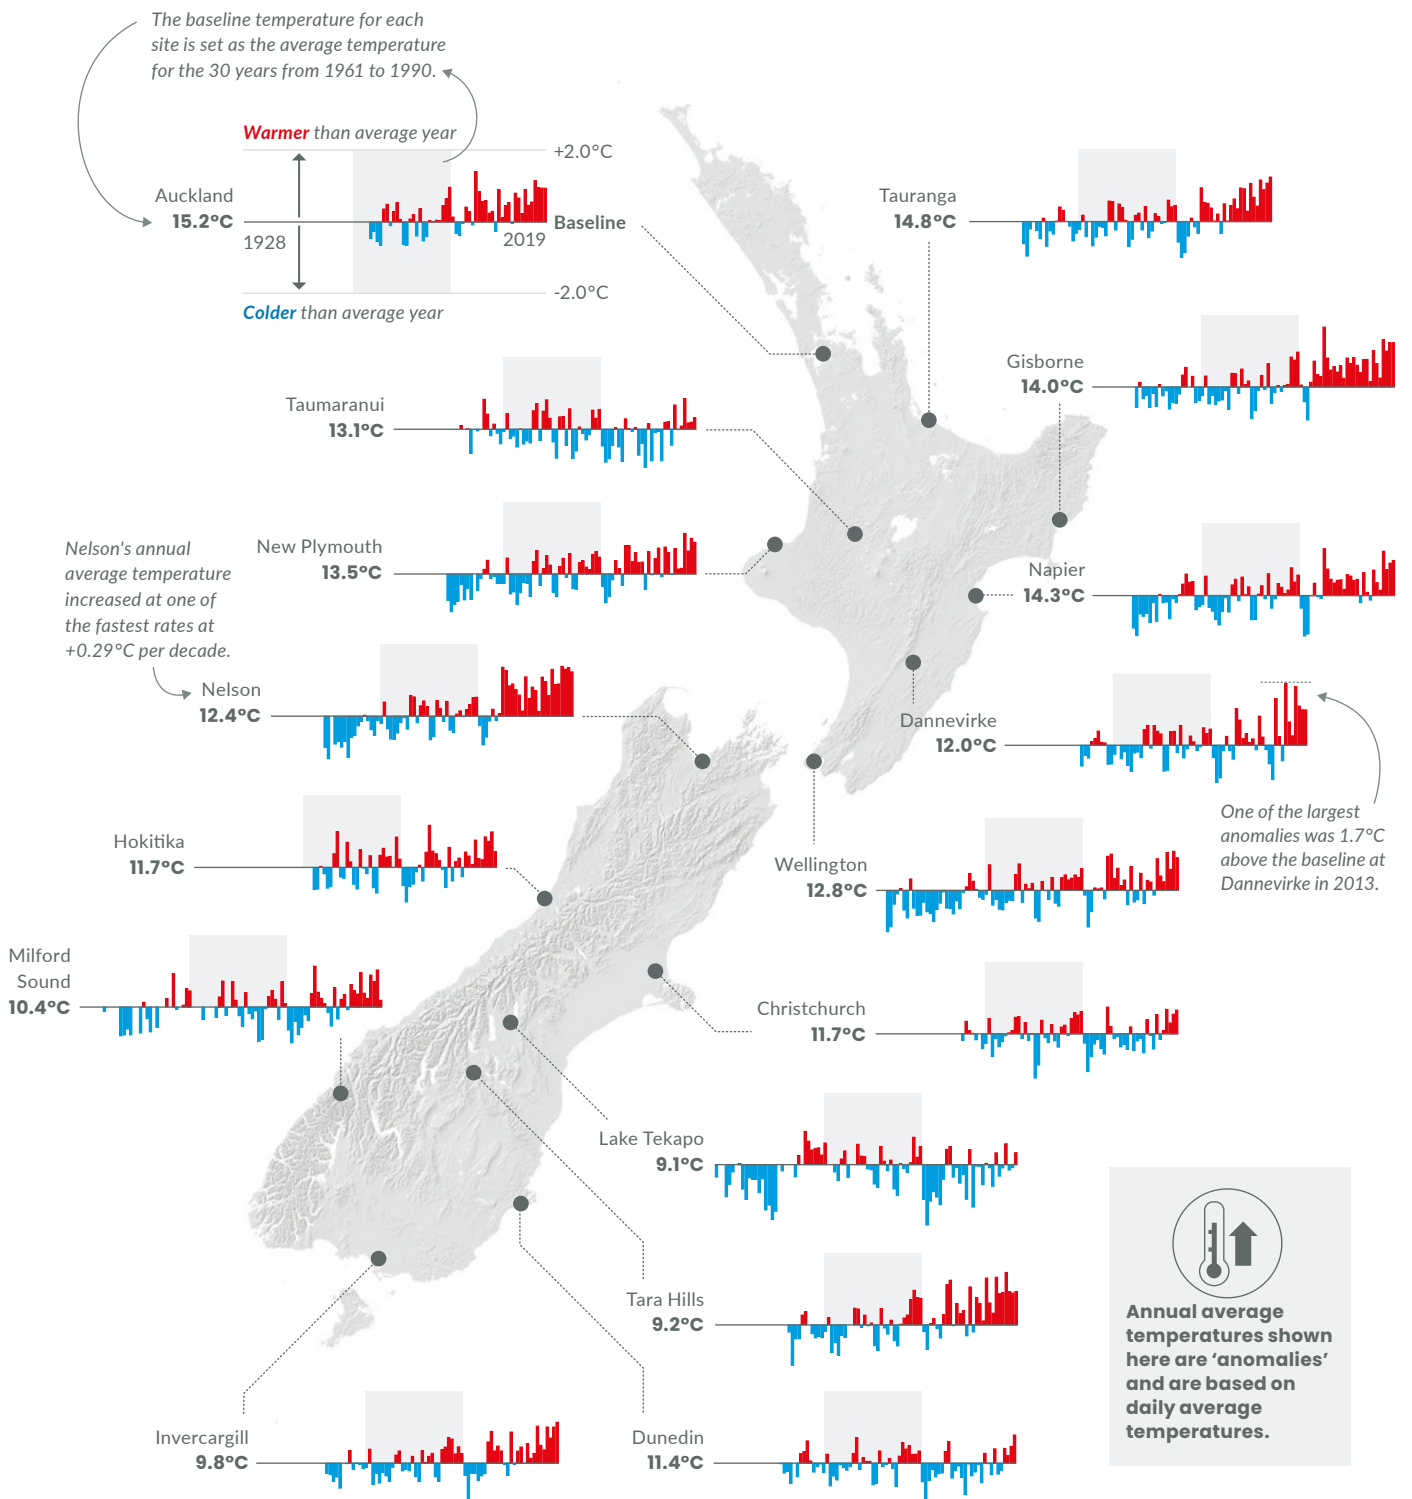 The baseline temperature for each
site is set as the average temperature
for the 30 years from 1961 to 1990.
Warmer than average year
+2.0°C
Auckland
15.2°C
Baseline
1928
2019
-2.0°C
Colder than average year
Tauranga
14.8°C
Gisborne
14.0°C
Taumaranui
13.1°C
New Plymouth
13.5°C
Napier
14.3°C
Nelson's annual
average temperature
increased at one of
the fastest rates at
+0.29°C per decade.
Nelson
12.4°C
Dannevirke
12.0°C
One of the largest
anomalies was 1.7°C
above the baseline at
Dannevirke in 2013.
Hokitika
11.7°C
Wellington
12.8°C
Milford
Sound
10.4°C
Christchurch
11.7°C
Lake Tekapo
9.1°C
Tara Hills
9.2°C
Invercargill
9.8°C
Dunedin
11.4°C
Annual average
temperatures shown
here are ‘anomalies’
and are based on
daily average
temperatures.